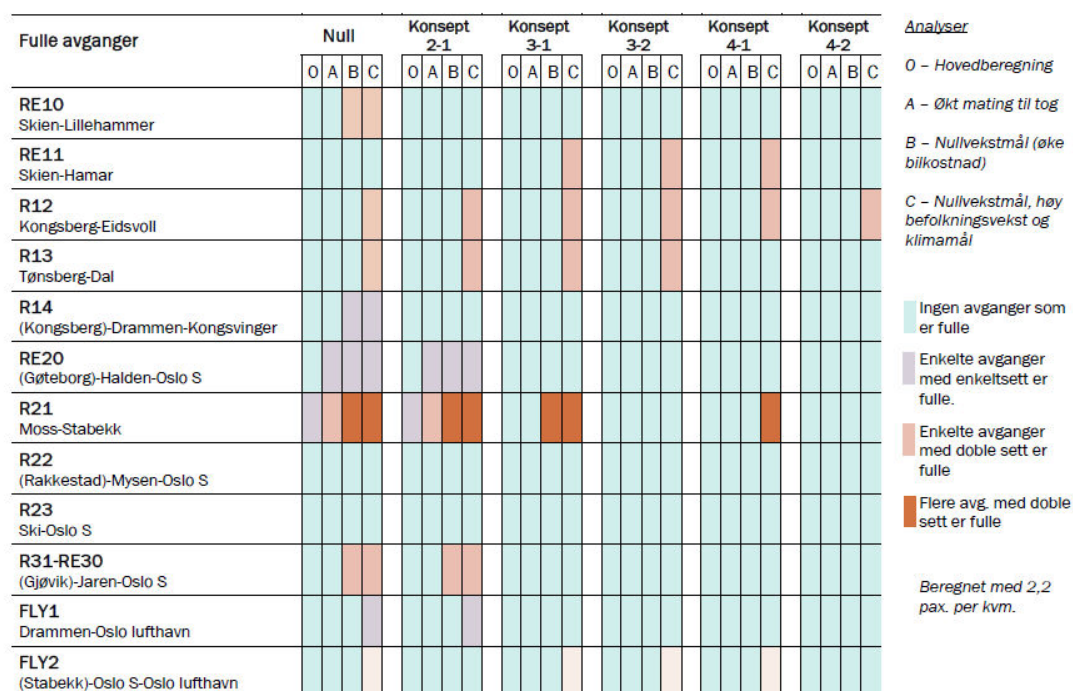 Fulle avganger
Null
Konsept
2-1
Konsept
3-1
Konsept
3-2
Konsept
4-1
Konsept
4-2
O A B C O A B C O A B C O A B C O A B C O A B C
RE10
Skien-Lillehammer
RE11
Skien-Hamar
R12
Kongsberg-Eidsvoll
R13
Tønsberg-Dal
R14
(Kongsberg)-Drammen-Kongsvinger
RE20
(Gøteborg)-Halden-Oslo S
R21
Moss-Stabekk
R22
(Rakkestad)-Mysen-Oslo S
R23
Ski-Oslo S
R31-RE30
(Gjøvik)-Jaren-Oslo S
FLY1
Drammen-Oslo lufthavn
FLY2
(Stabekk)-Oslo S-Oslo lufthavn
Analyser
O – Hovedberegning
A – Økt mating til tog
B – Nullvekstmål (øke
bilkostnad)
C – Nullvekstmål, høy
befolkningsvekst og
klimamål
Ingen avganger som
er fulle
Enkelte avganger
med enkeltsett er
fulle.
Enkelte avganger
med doble sett er
fulle
Flere avg. med doble
sett er fulle
Beregnet med 2,2
pax. per kvm.